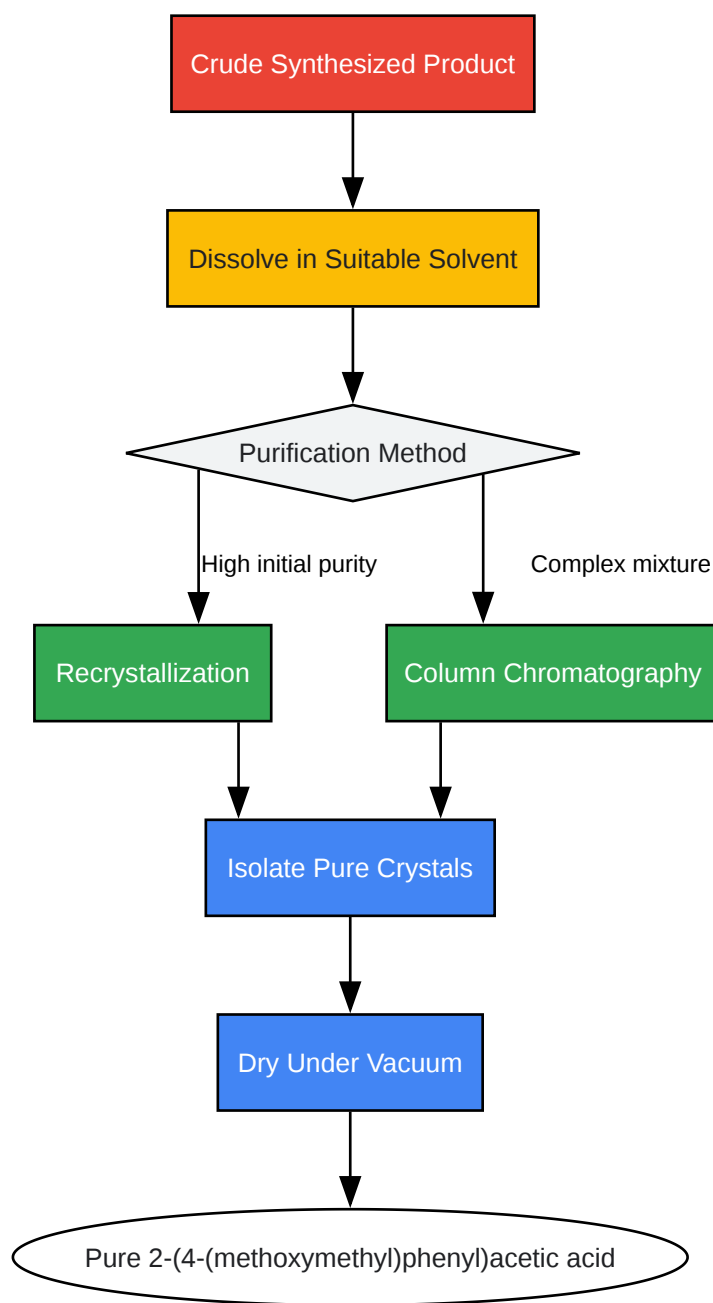 Crude Synthesized Product
Dissolve in Suitable Solvent
Purification Method
High initial purity
Complex mixture
Recrystallization
Column Chromatography
Isolate Pure Crystals
Dry Under Vacuum
Pure 2-(4-(methoxymethyl)phenyl)acetic acid